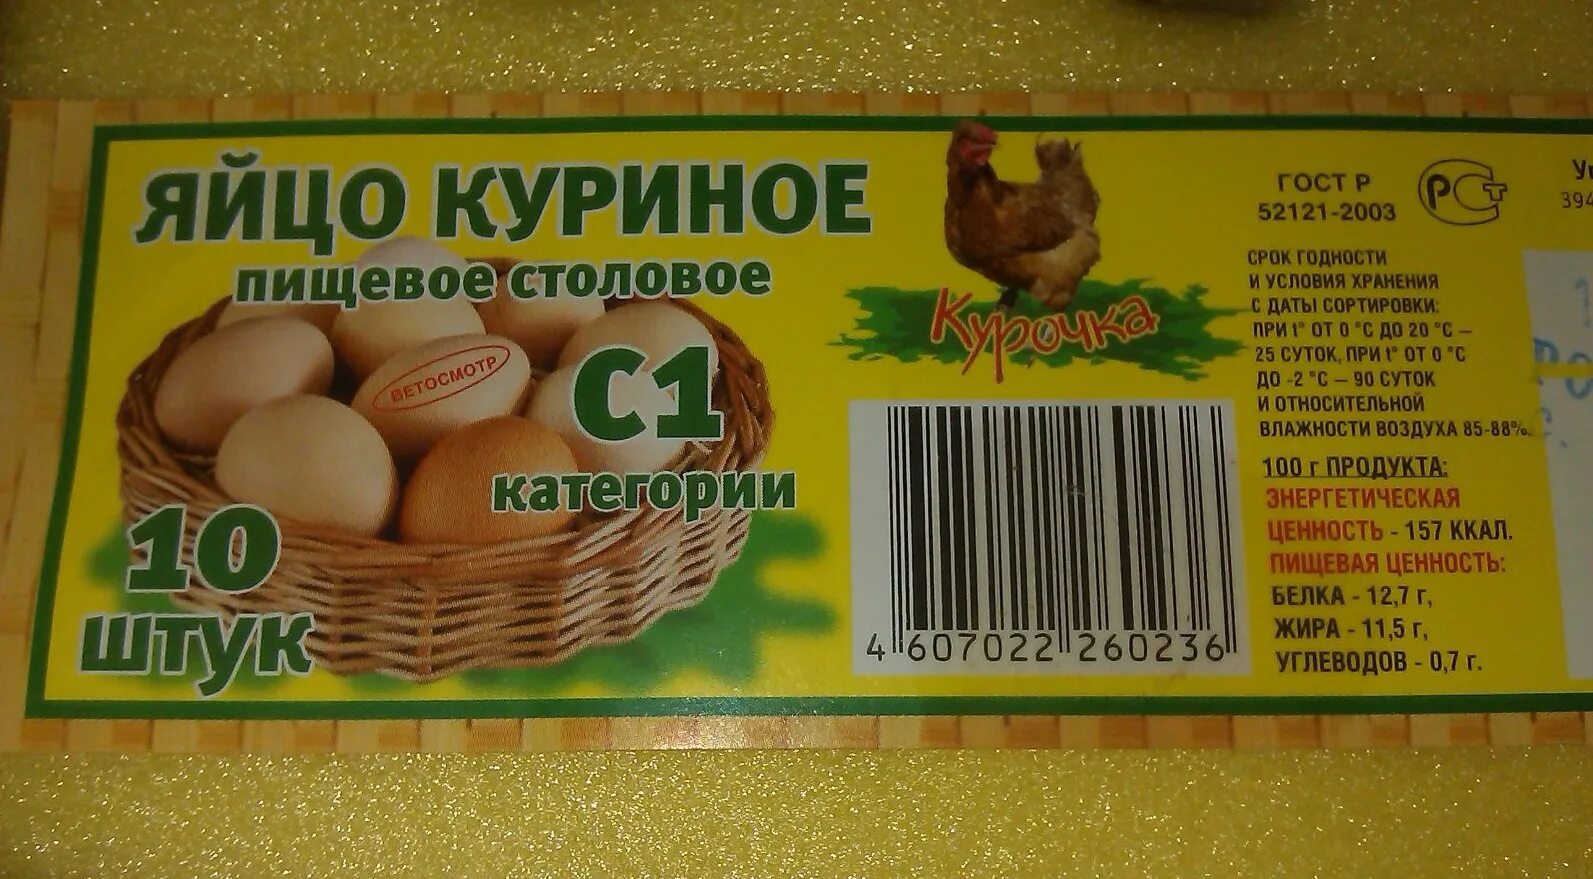 ЯЙЦО КУРИНОЕ
пищевое столовое
ВЕТОСМОТР
С1
категории
10
штук
Курочка
4 607022 260236
ГОСТ Р
52121-2003
РСТ
СРОК ГОДНОСТИ
И УСЛОВИЯ ХРАНЕНИЯ
С ДАТЫ СОРТИРОВКИ:
ПРИ t° ОТ 0 °С ДО 20 °С –
25 СУТОК, ПРИ t° ОТ 0 °С
ДО -2 °С – 90 СУТОК
И ОТНОСИТЕЛЬНОЙ
ВЛАЖНОСТИ ВОЗДУХА 85-88%.
100 г ПРОДУКТА:
ЭНЕРГЕТИЧЕСКАЯ
ЦЕННОСТЬ - 157 ККАЛ.
ПИЩЕВАЯ ЦЕННОСТЬ:
БЕЛКА - 12,7 г,
ЖИРА - 11,5 г,
УГЛЕВОДОВ - 0,7 г.
394